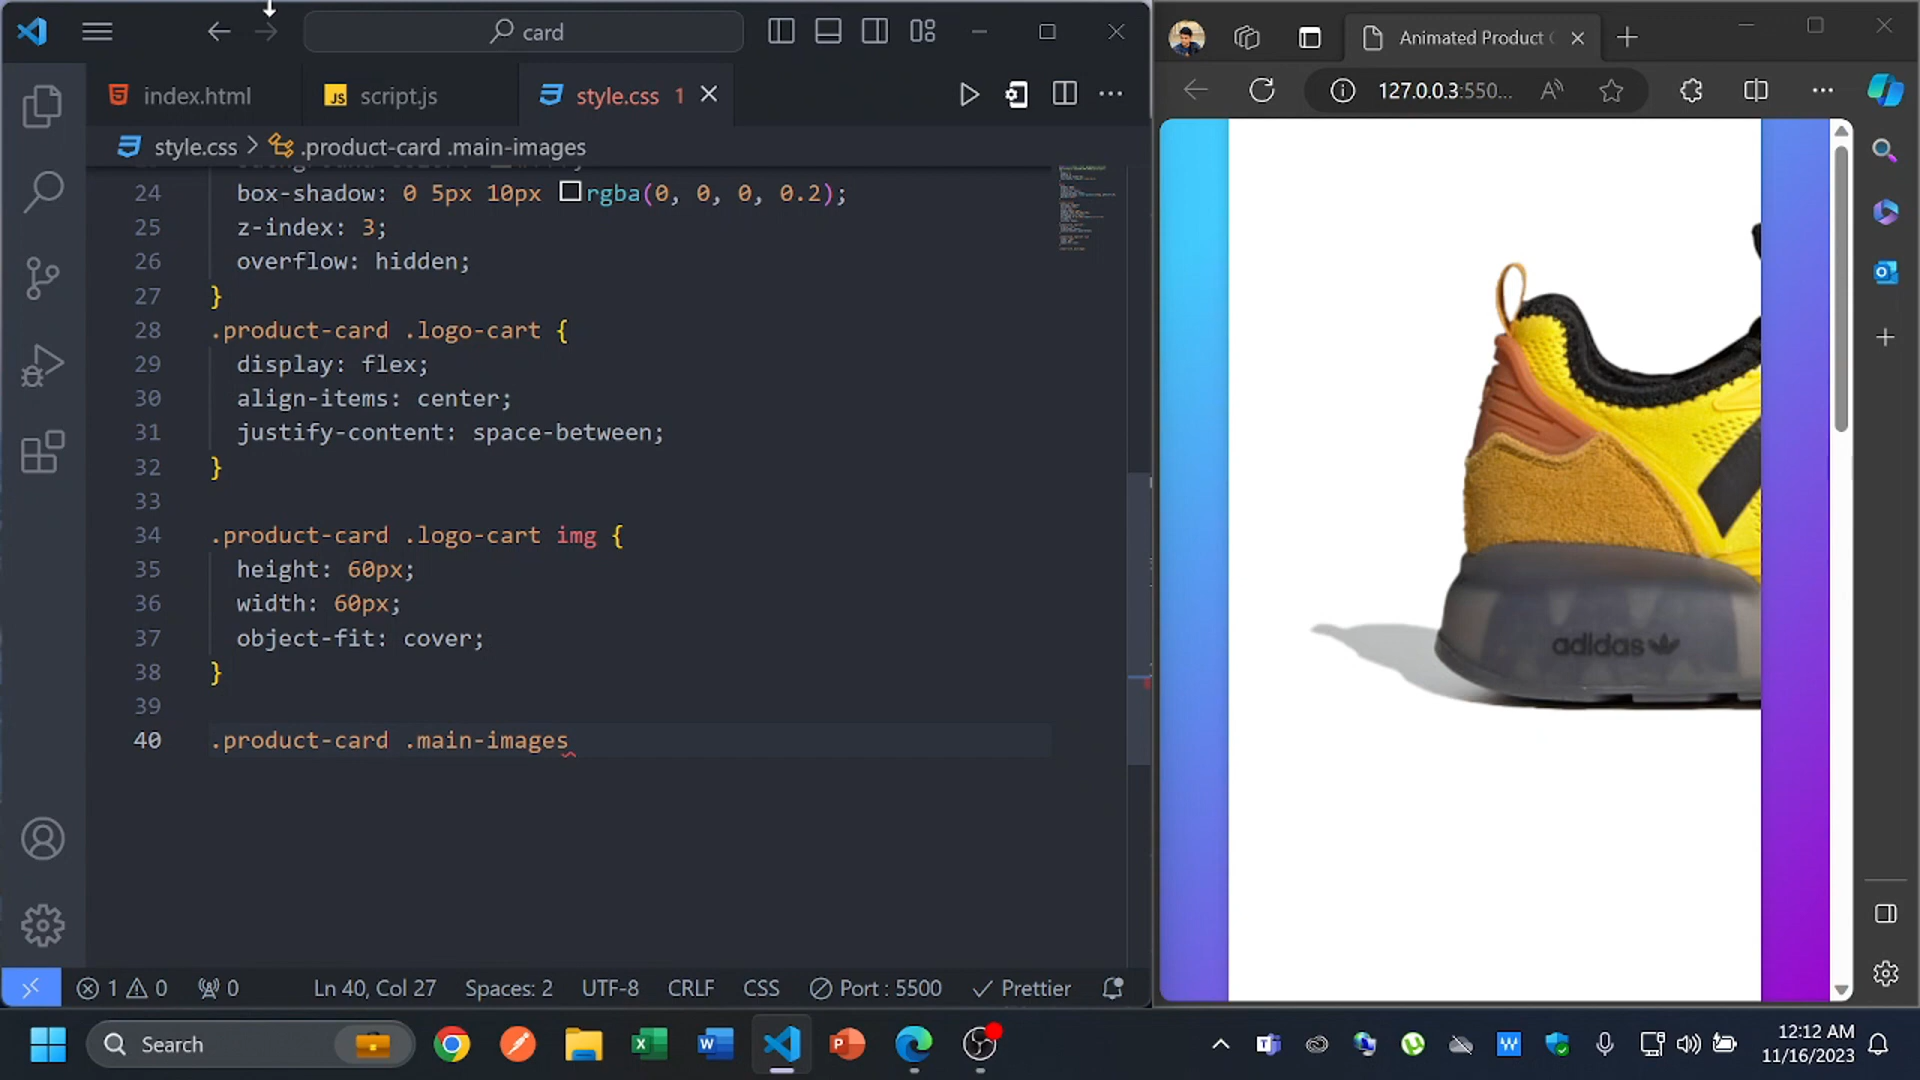 card
index.html
script.js
style.css 1
style.css > .product-card .main-images
24 box-shadow: 0 5px 10px rgba(0, 0, 0, 0.2);
25 z-index: 3;
26 overflow: hidden;
27 }
28 .product-card .logo-cart {
29 display: flex;
30 align-items: center;
31 justify-content: space-between;
32 }
33
34 .product-card .logo-cart img {
35 height: 60px;
36 width: 60px;
37 object-fit: cover;
38 }
39
40 .product-card .main-images
1 0 0 Ln 40, Col 27 Spaces: 2 UTF-8 CRLF CSS Port : 5500 Prettier
Animated Product
127.0.0.3:550...
adidas
Search
12:12 AM
11/16/2023